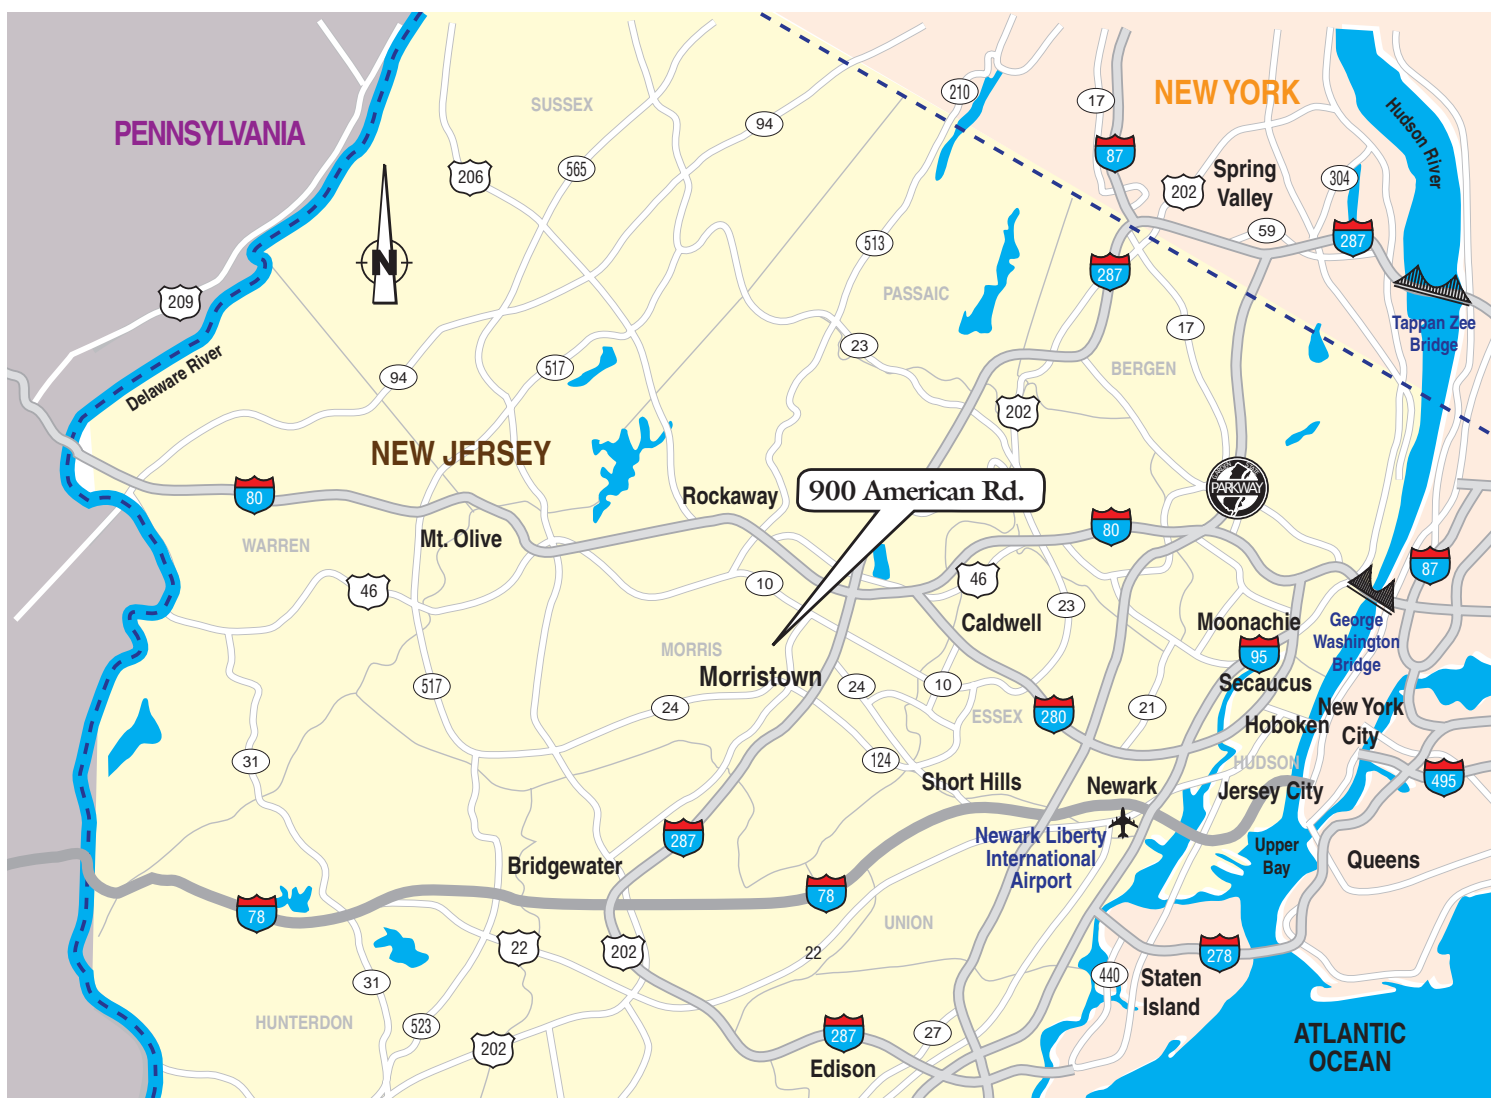 210
17
NEW YORK
SUSSEX
94
Hudson River
PENNSYLVANIA
87
565
206
Spring
Valley
202
304
59
287
513
N
287
209
PASSAIC
Tappan Zee
Bridge
17
23
Delaware River
517
94
BERGEN
202
NEW JERSEY
GARDEN STATE
PARKWAY
80
Rockaway
900 American Rd.
80
Mt. Olive
WARREN
87
46
10
46
23
Caldwell
Moonachie
George
Washington
Bridge
MORRIS
95
Morristown
517
24
10
Secaucus
24
280
21
ESSEX
New York
City
Hoboken
31
124
HUDSON
495
Short Hills
Newark
Jersey City
287
Newark Liberty
International
Airport
Upper
Bay
Queens
Bridgewater
78
78
UNION
22
202
22
278
31
440
Staten
Island
HUNTERDON
523
287
27
ATLANTIC
OCEAN
202
Edison